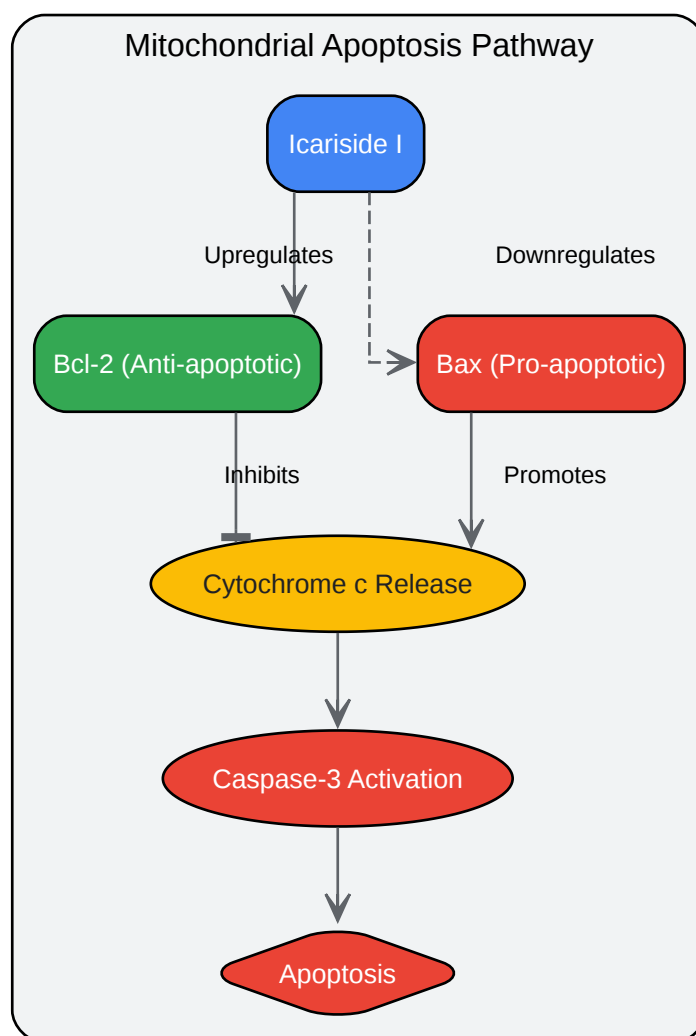 Mitochondrial Apoptosis Pathway
Icariside I
Upregulates
Downregulates
Bcl-2 (Anti-apoptotic)
Bax (Pro-apoptotic)
Inhibits
Promotes
Cytochrome c Release
Caspase-3 Activation
Apoptosis